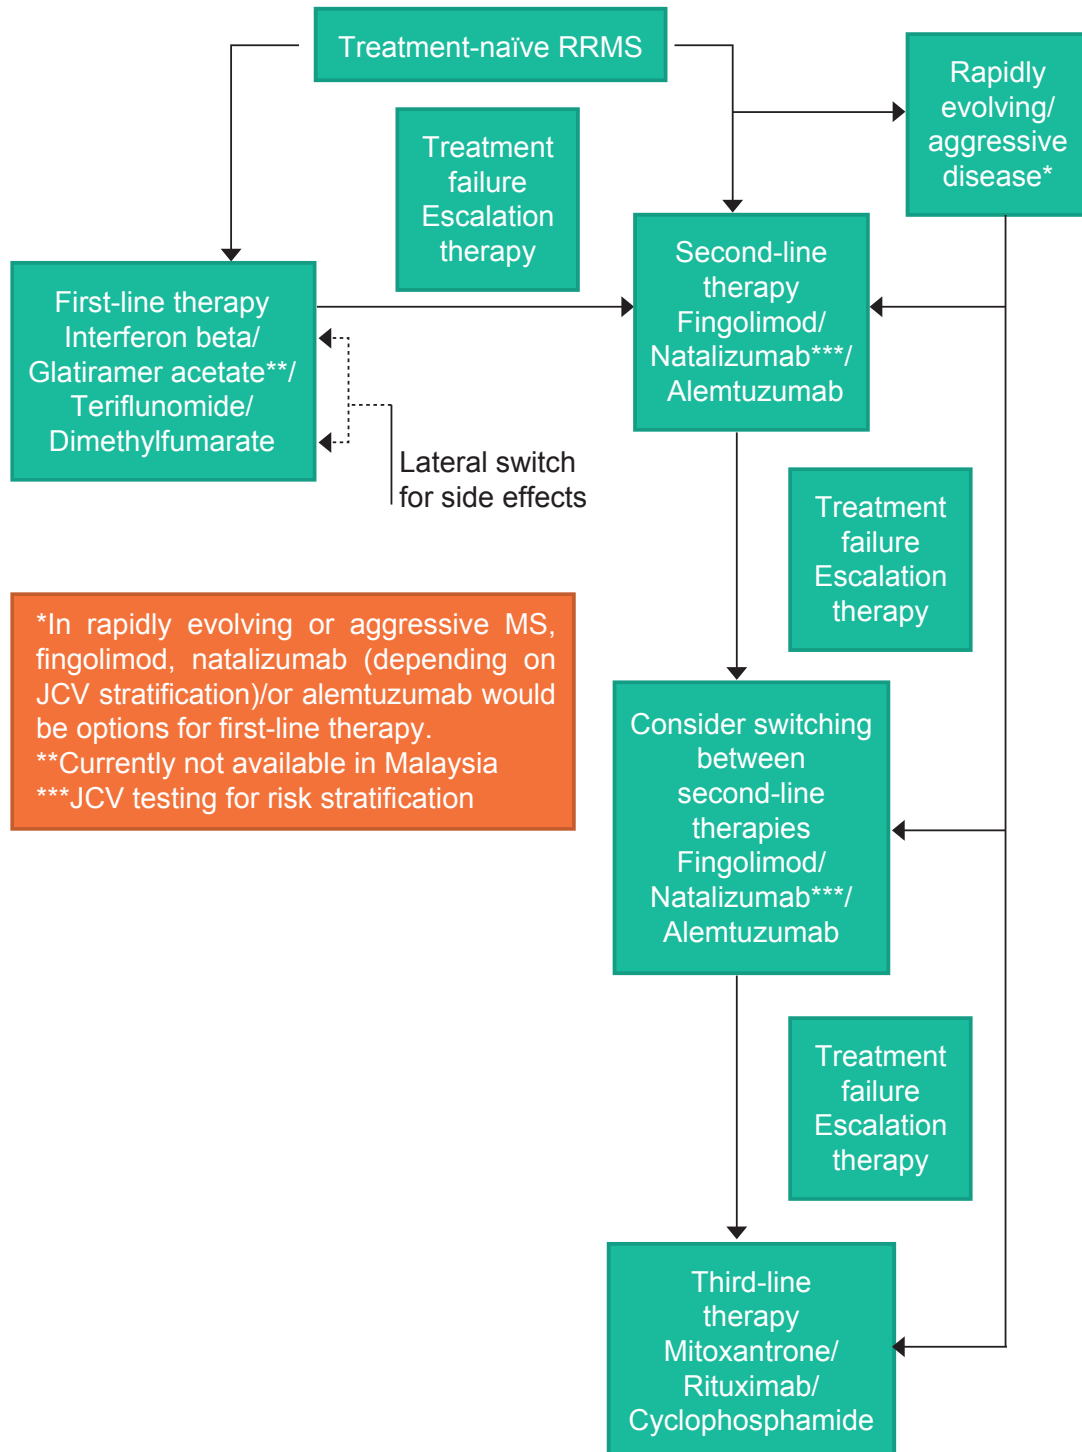 Treatment-naïve RRMS
Rapidly
evolving/
aggressive
disease*
Treatment
failure
Escalation
therapy
First-line therapy
Interferon beta/
Glatiramer acetate**/
Teriflunomide/
Dimethylfumarate
Second-line
therapy
Fingolimod/
Natalizumab***/
Alemtuzumab
Lateral switch
for side effects
Treatment
failure
Escalation
therapy
*In rapidly evolving or aggressive MS,
fingolimod, natalizumab (depending on
JCV stratification)/or alemtuzumab would
be options for first-line therapy.
**Currently not available in Malaysia
***JCV testing for risk stratification
Consider switching
between
second-line
therapies
Fingolimod/
Natalizumab***/
Alemtuzumab
Treatment
failure
Escalation
therapy
Third-line
therapy
Mitoxantrone/
Rituximab/
Cyclophosphamide